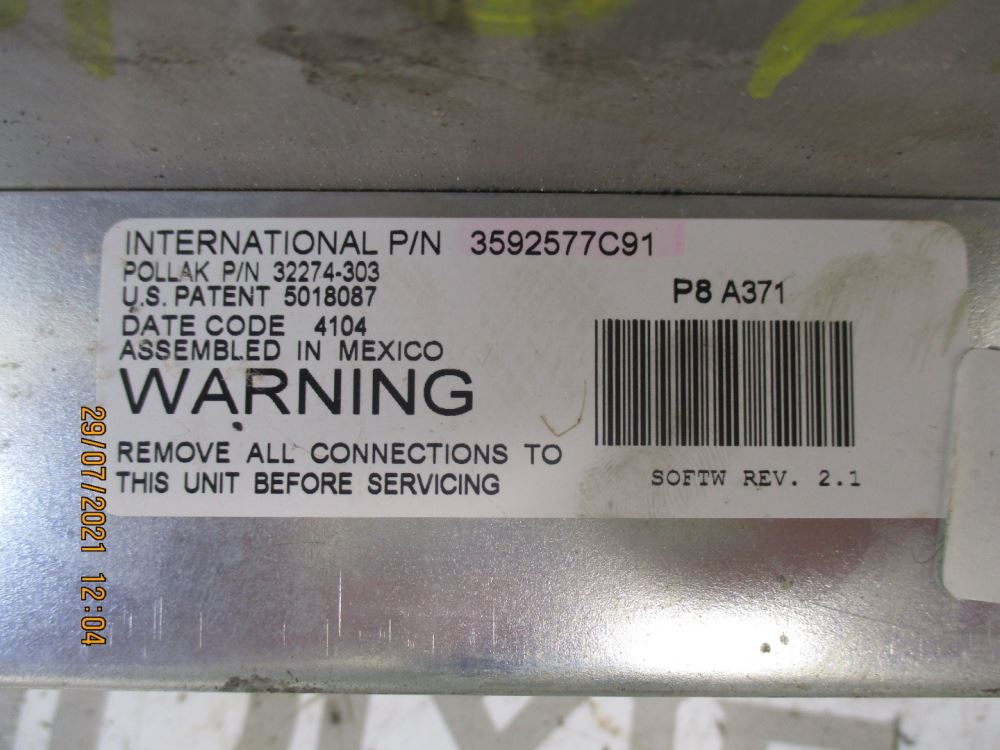 INTERNATIONAL P/N 3592577C91
POLLAK P/N 32274-303
U.S. PATENT 5018087
DATE CODE 4104
ASSEMBLED IN MEXICO
WARNING
REMOVE ALL CONNECTIONS TO
THIS UNIT BEFORE SERVICING
P8 A371
SOFTW REV. 2.1
29/07/2021 12:04